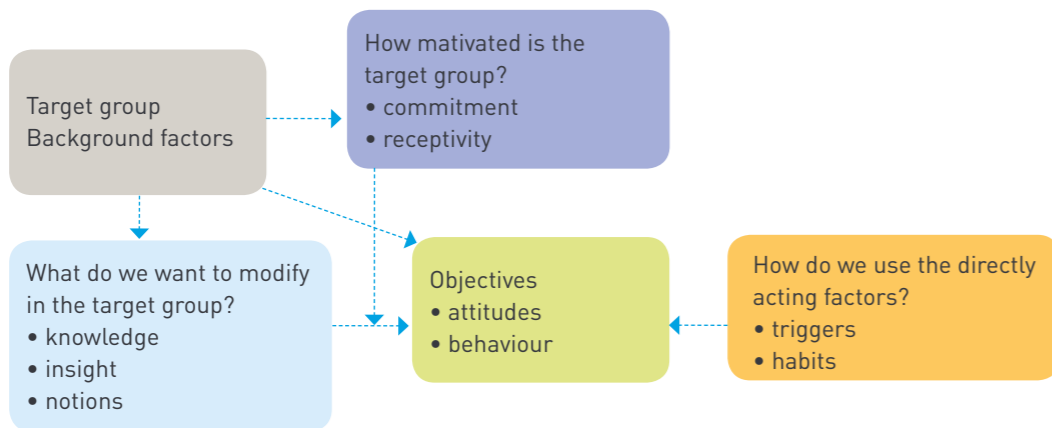 Target group
Background factors
How mativated is the
target group?
• commitment
• receptivity
What do we want to modify
in the target group?
• knowledge
• insight
• notions
Objectives
• attitudes
• behaviour
How do we use the directly
acting factors?
• triggers
• habits